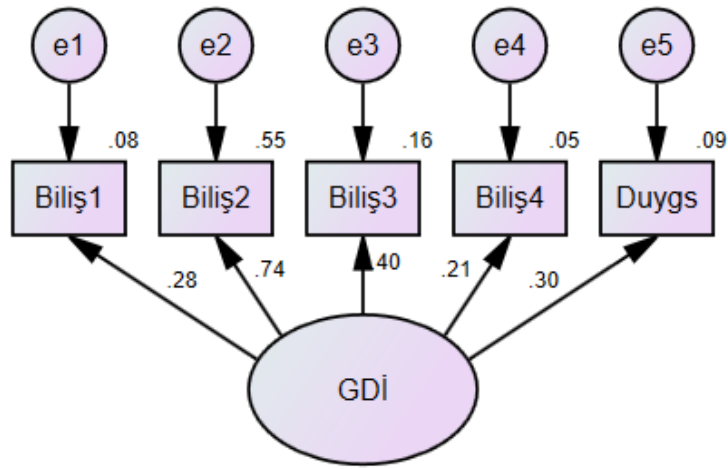 e1 e2 e3 e4 e5
.08 .55 .16 .05 .09
Biliş1 Biliş2 Biliş3 Biliş4 Duygs
.28 .74 40 .21 .30
GDİ